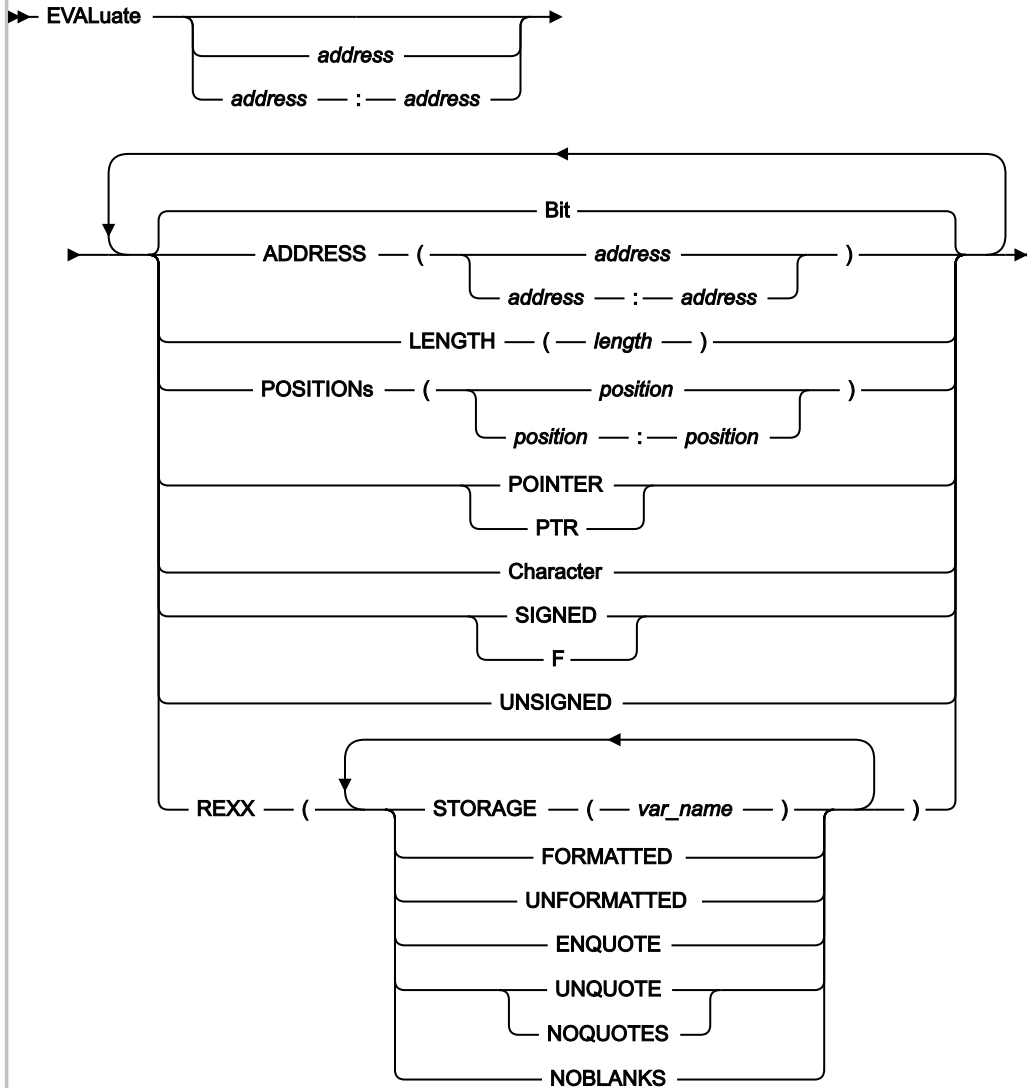 EVALuate
address
address : address
Bit
ADDRESS ( address )
address : address
LENGTH ( length )
POSITIONs ( position )
position : position
POINTER
PTR
Character
SIGNED
F
UNSIGNED
REXX ( STORAGE ( var_name ) )
FORMATTED
UNFORMATTED
ENQUOTE
UNQUOTE
NOQUOTES
NOBLANKS